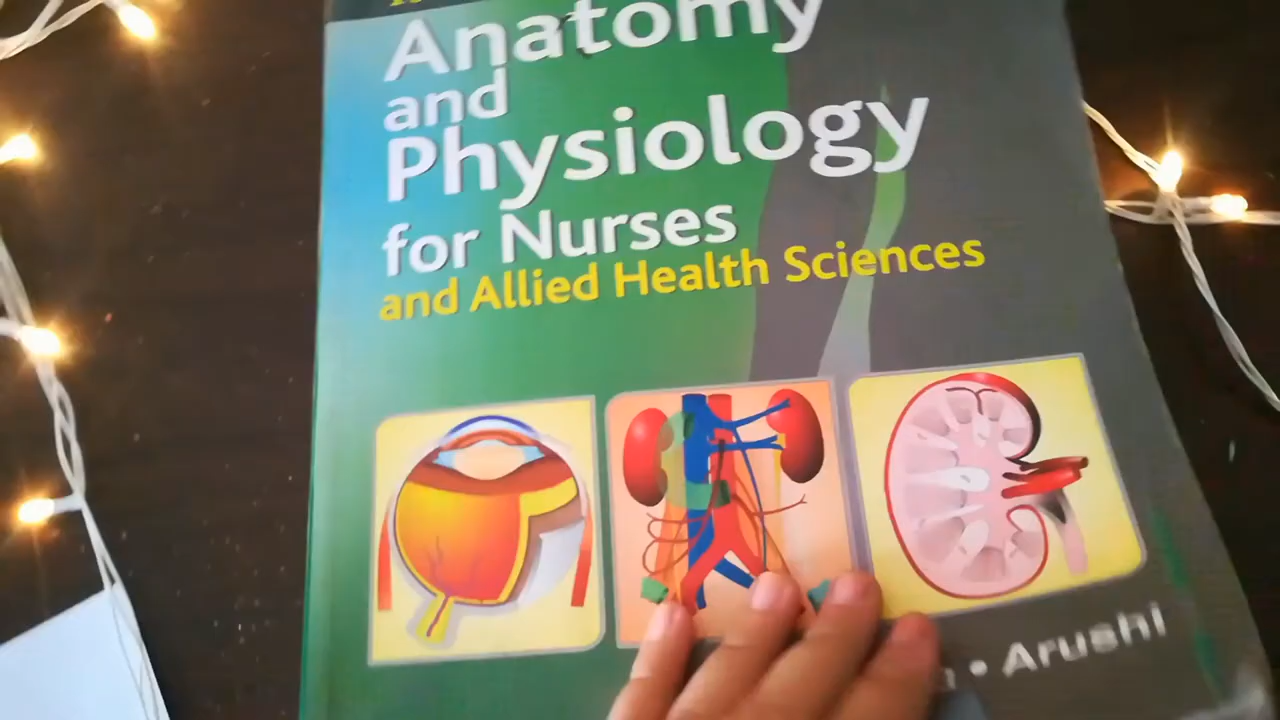 Anatomy
and
Physiology
for Nurses
and Allied Health Sciences
• Arushi